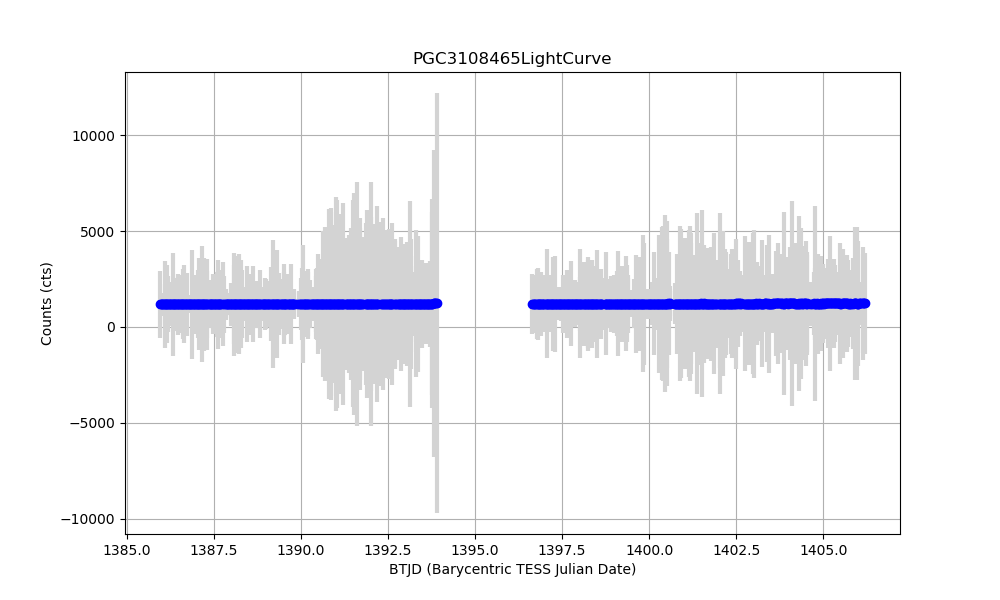 PGC3108465LightCurve
Counts (cts)
10000
5000
0
−5000
−10000
1385.0 1387.5 1390.0 1392.5 1395.0 1397.5 1400.0 1402.5 1405.0
BTJD (Barycentric TESS Julian Date)